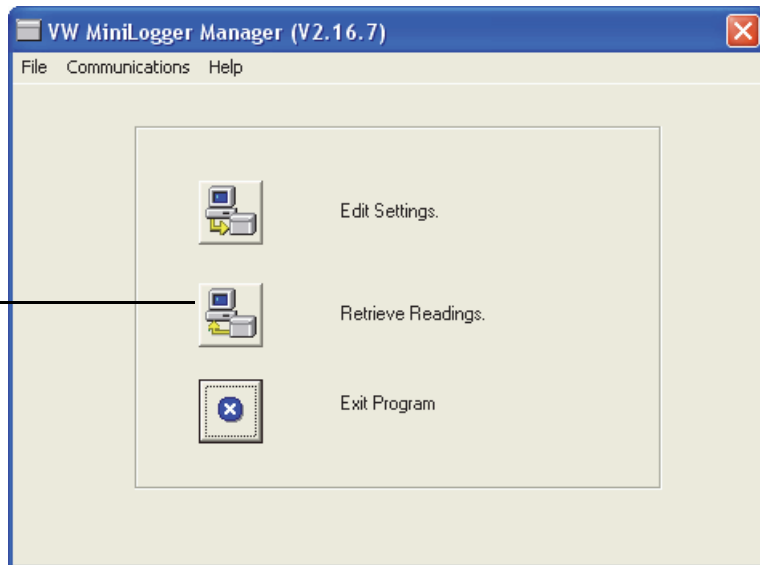 VW MiniLogger Manager (V2.16.7)
File Communications Help
Edit Settings.
Retrieve Readings.
Exit Program